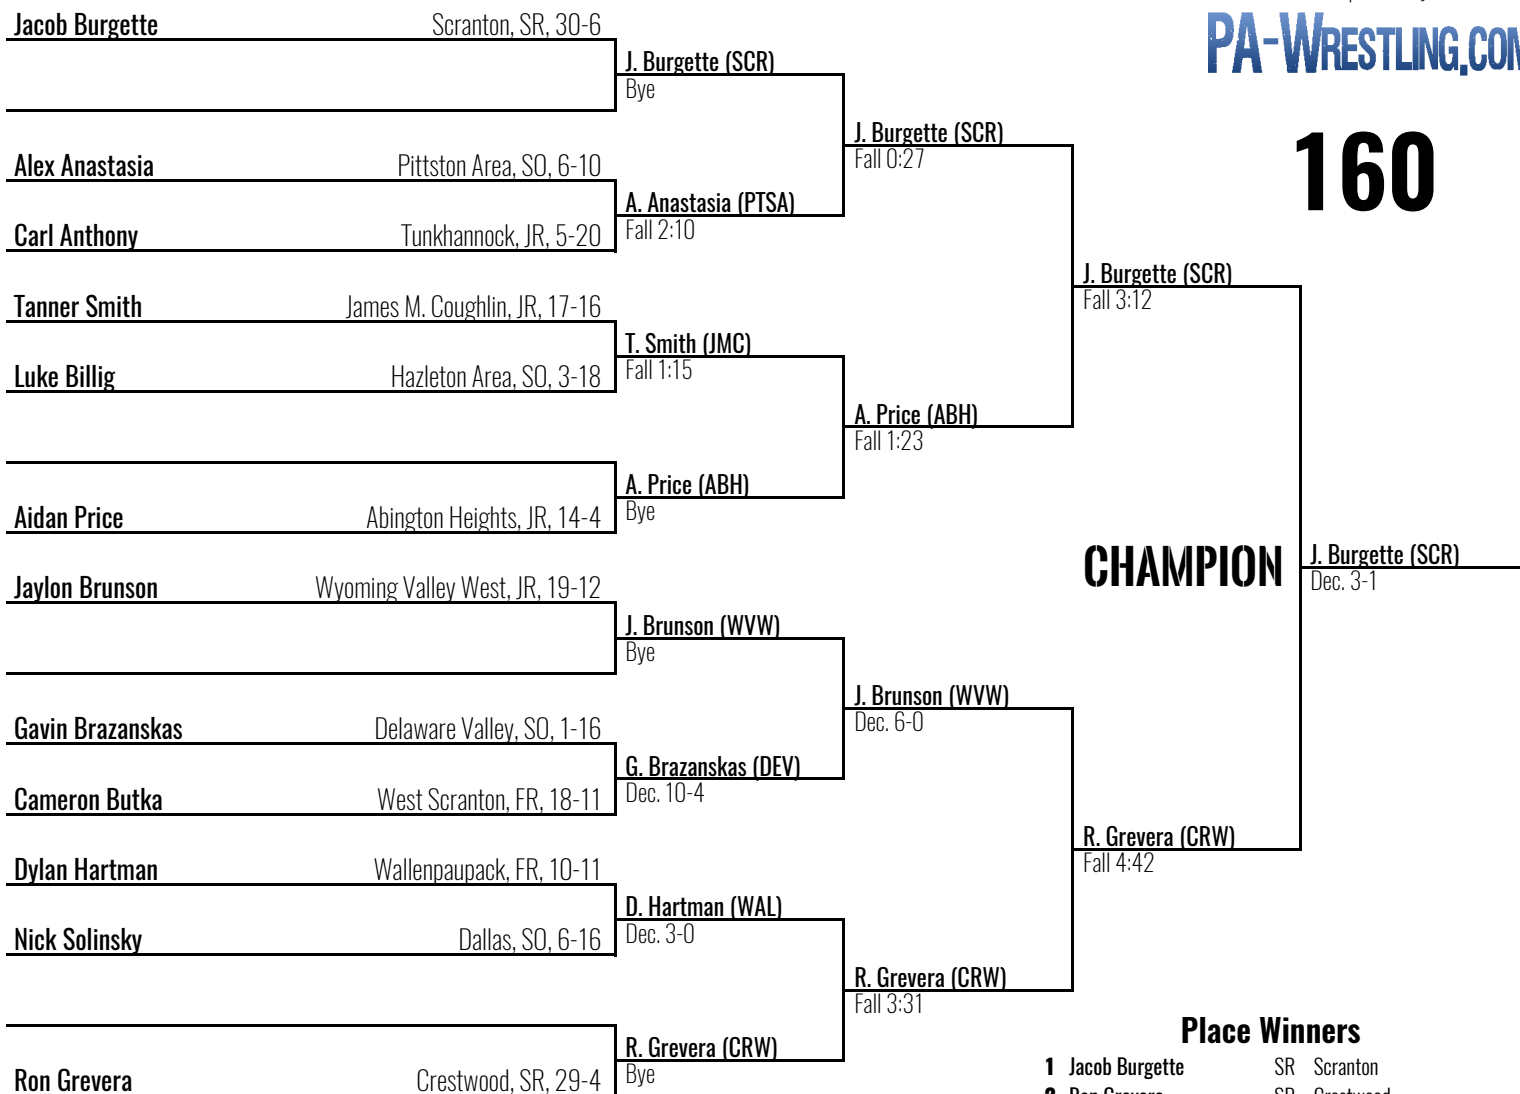 PA-WRESTLING.COM
160
Jacob Burgette Scranton, SR, 30-6
J. Burgette (SCR)
Bye
J. Burgette (SCR)
Fall 0:27
Alex Anastasia Pittston Area, SO, 6-10
A. Anastasia (PTSA)
Fall 2:10
Carl Anthony Tunkhannock, JR, 5-20
J. Burgette (SCR)
Fall 3:12
Tanner Smith James M. Coughlin, JR, 17-16
T. Smith (JMC)
Fall 1:15
Luke Billig Hazleton Area, SO, 3-18
A. Price (ABH)
Fall 1:23
A. Price (ABH)
Bye
Aidan Price Abington Heights, JR, 14-4
CHAMPION
J. Burgette (SCR)
Dec. 3-1
Jaylon Brunson Wyoming Valley West, JR, 19-12
J. Brunson (WVW)
Bye
J. Brunson (WVW)
Dec. 6-0
Gavin Brazanskas Delaware Valley, SO, 1-16
G. Brazanskas (DEV)
Dec. 10-4
Cameron Butka West Scranton, FR, 18-11
R. Grevera (CRW)
Fall 4:42
Dylan Hartman Wallenpaupack, FR, 10-11
D. Hartman (WAL)
Dec. 3-0
Nick Solinsky Dallas, SO, 6-16
R. Grevera (CRW)
Fall 3:31
R. Grevera (CRW)
Bye
Ron Grevera Crestwood, SR, 29-4
Place Winners
1 Jacob Burgette SR Scranton
2 Ron Grevera SR Crestwood